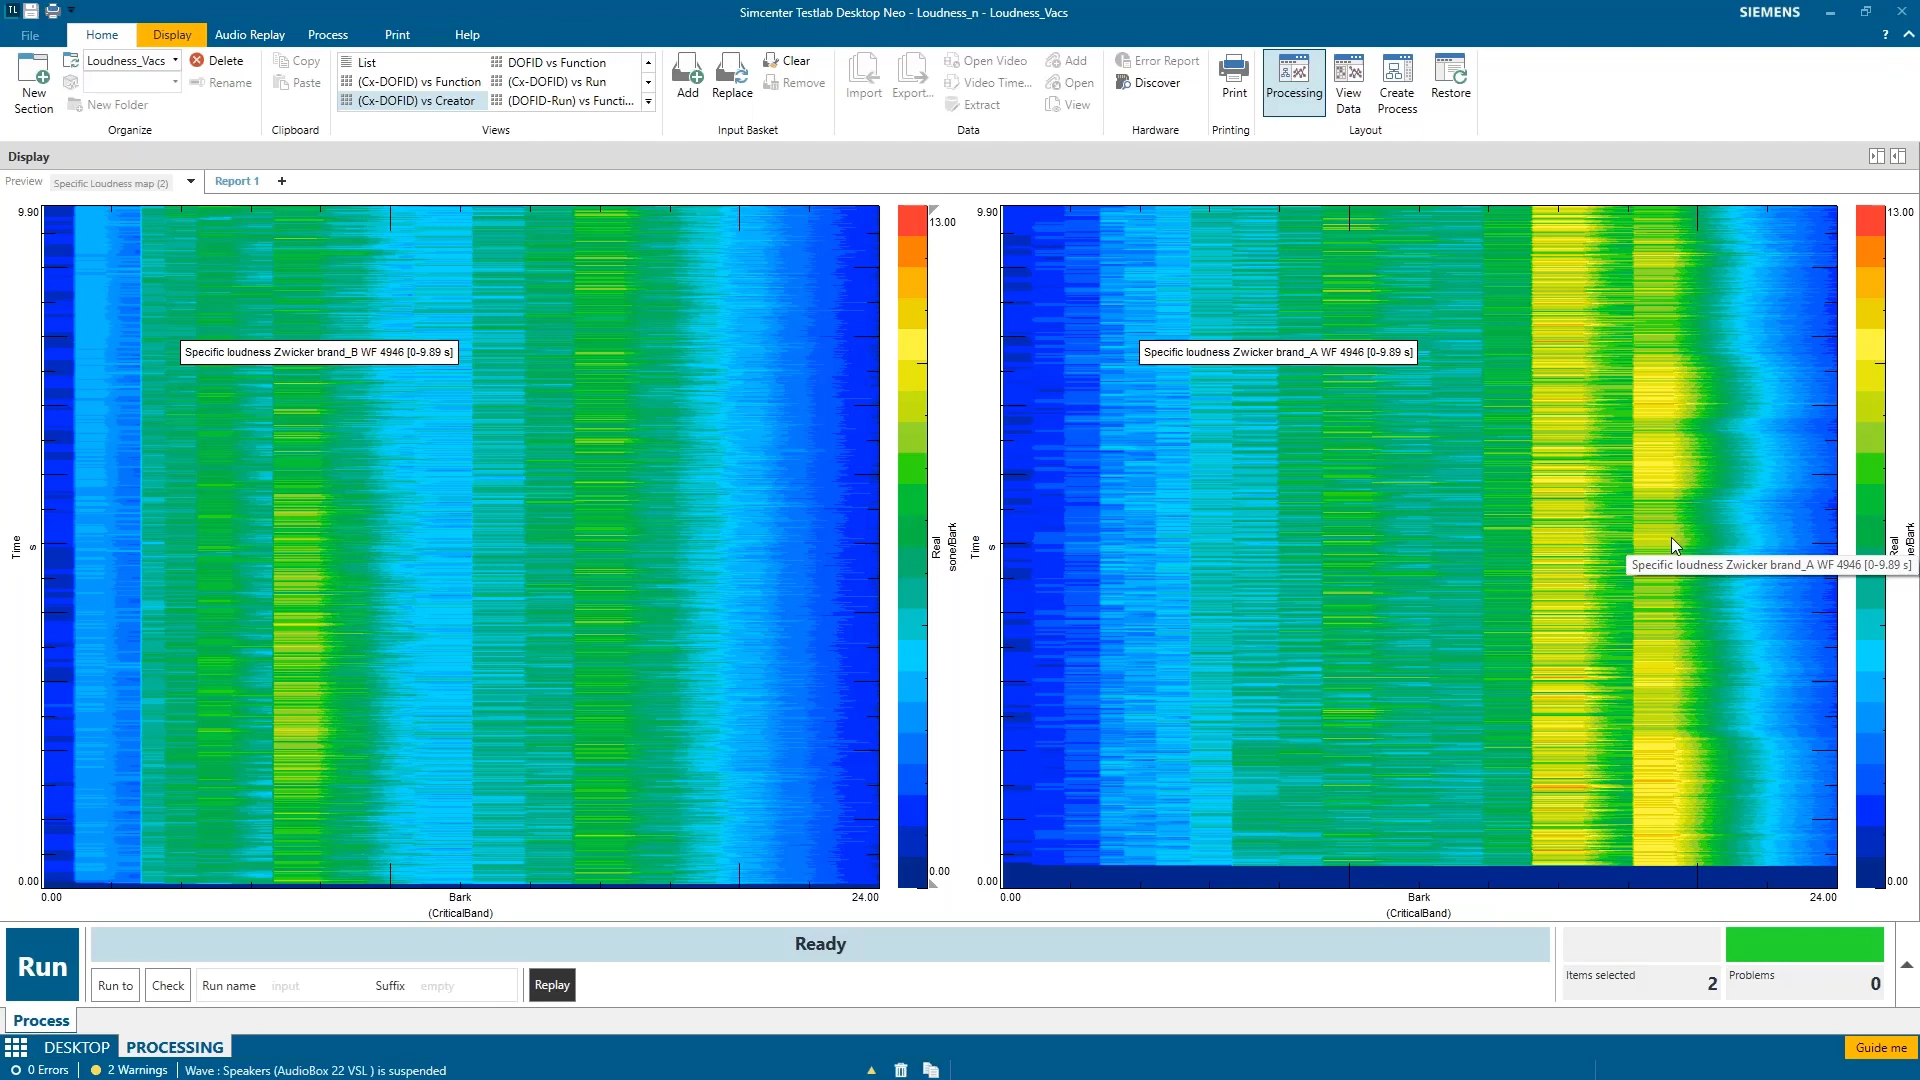 TL
Simcenter Testlab Desktop Neo - Loudness_n - Loudness_Vacs
SIEMENS
File Home Display Audio Replay Process Print Help
?
New Section
Loudness_Vacs
Delete
Rename
New Folder
Organize
Copy
Paste
Clipboard
List
(Cx-DOFID) vs Function
(Cx-DOFID) vs Creator
DOFID vs Function
(Cx-DOFID) vs Run
(DOFID-Run) vs Functi...
Views
Add
Replace
Clear
Remove
Input Basket
Import
Export...
Open Video
Video Time...
Extract
Add
Open
View
Data
Error Report
Discover
Hardware
Print
Printing
Processing
View Data
Create Process
Restore
Layout
Display
Preview Specific Loudness map (2)
Report 1 +
9.90
Time
s
0.00
Specific loudness Zwicker brand_B WF 4946 [0-9.89 s]
0.00 Bark 24.00
(CriticalBand)
13.00
Real
sone/Bark
0.00
9.90
Time
s
0.00
Specific loudness Zwicker brand_A WF 4946 [0-9.89 s]
Specific loudness Zwicker brand_A WF 4946 [0-9.89 s]
0.00 Bark 24.00
(CriticalBand)
13.00
Real
ne/Bark
0.00
Run
Ready
Run to
Check
Run name input
Suffix empty
Replay
Items selected
2
Problems
0
Process
DESKTOP PROCESSING
Guide me
0 Errors 2 Warnings Wave : Speakers (AudioBox 22 VSL ) is suspended